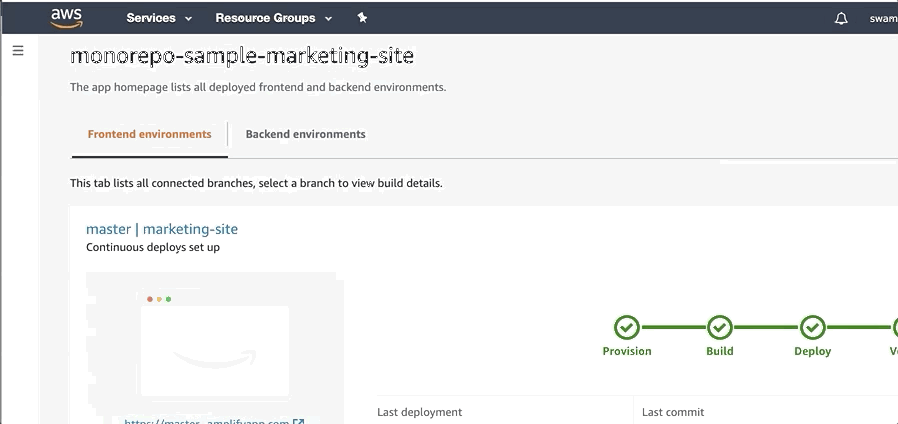 aws Services Resource Groups swam
monorepo-sample-marketing-site
The app homepage lists all deployed frontend and backend environments.
Frontend environments Backend environments
This tab lists all connected branches, select a branch to view build details.
master | marketing-site
Continuous deploys set up
Provision Build Deploy
https://master
amplifyapp.com
Last deployment Last commit